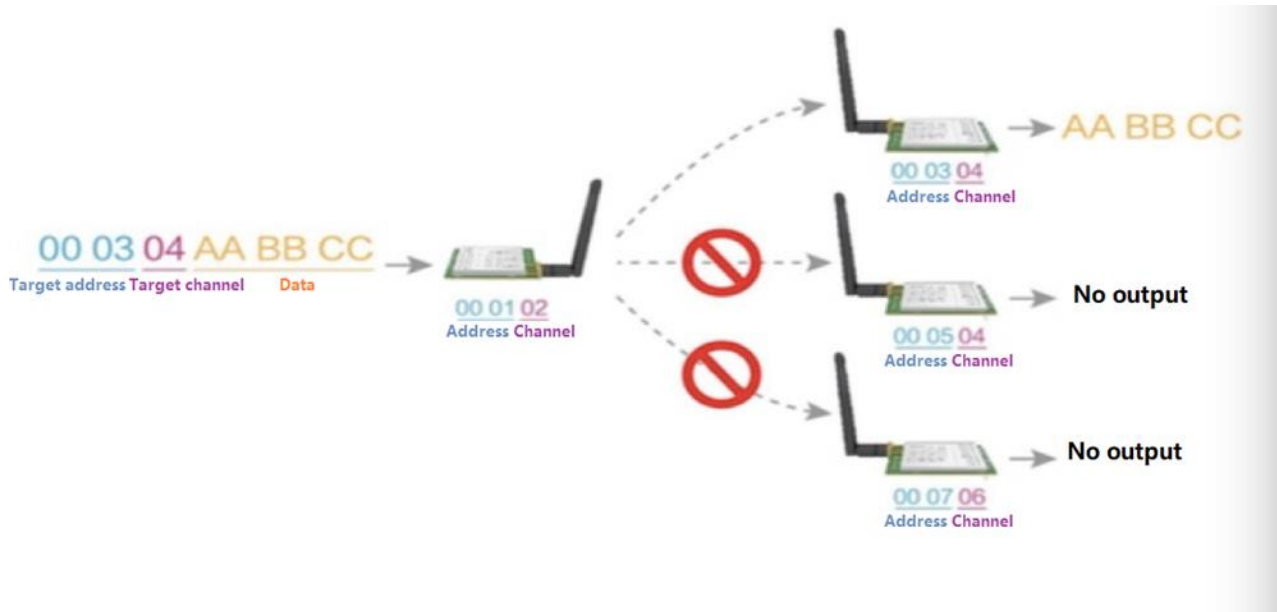 00 03 04 AA BB CC
Target address Target channel Data
00 01 02
Address Channel
AA BB CC
00 03 04
Address Channel
No output
00 05 04
Address Channel
No output
00 07 06
Address Channel